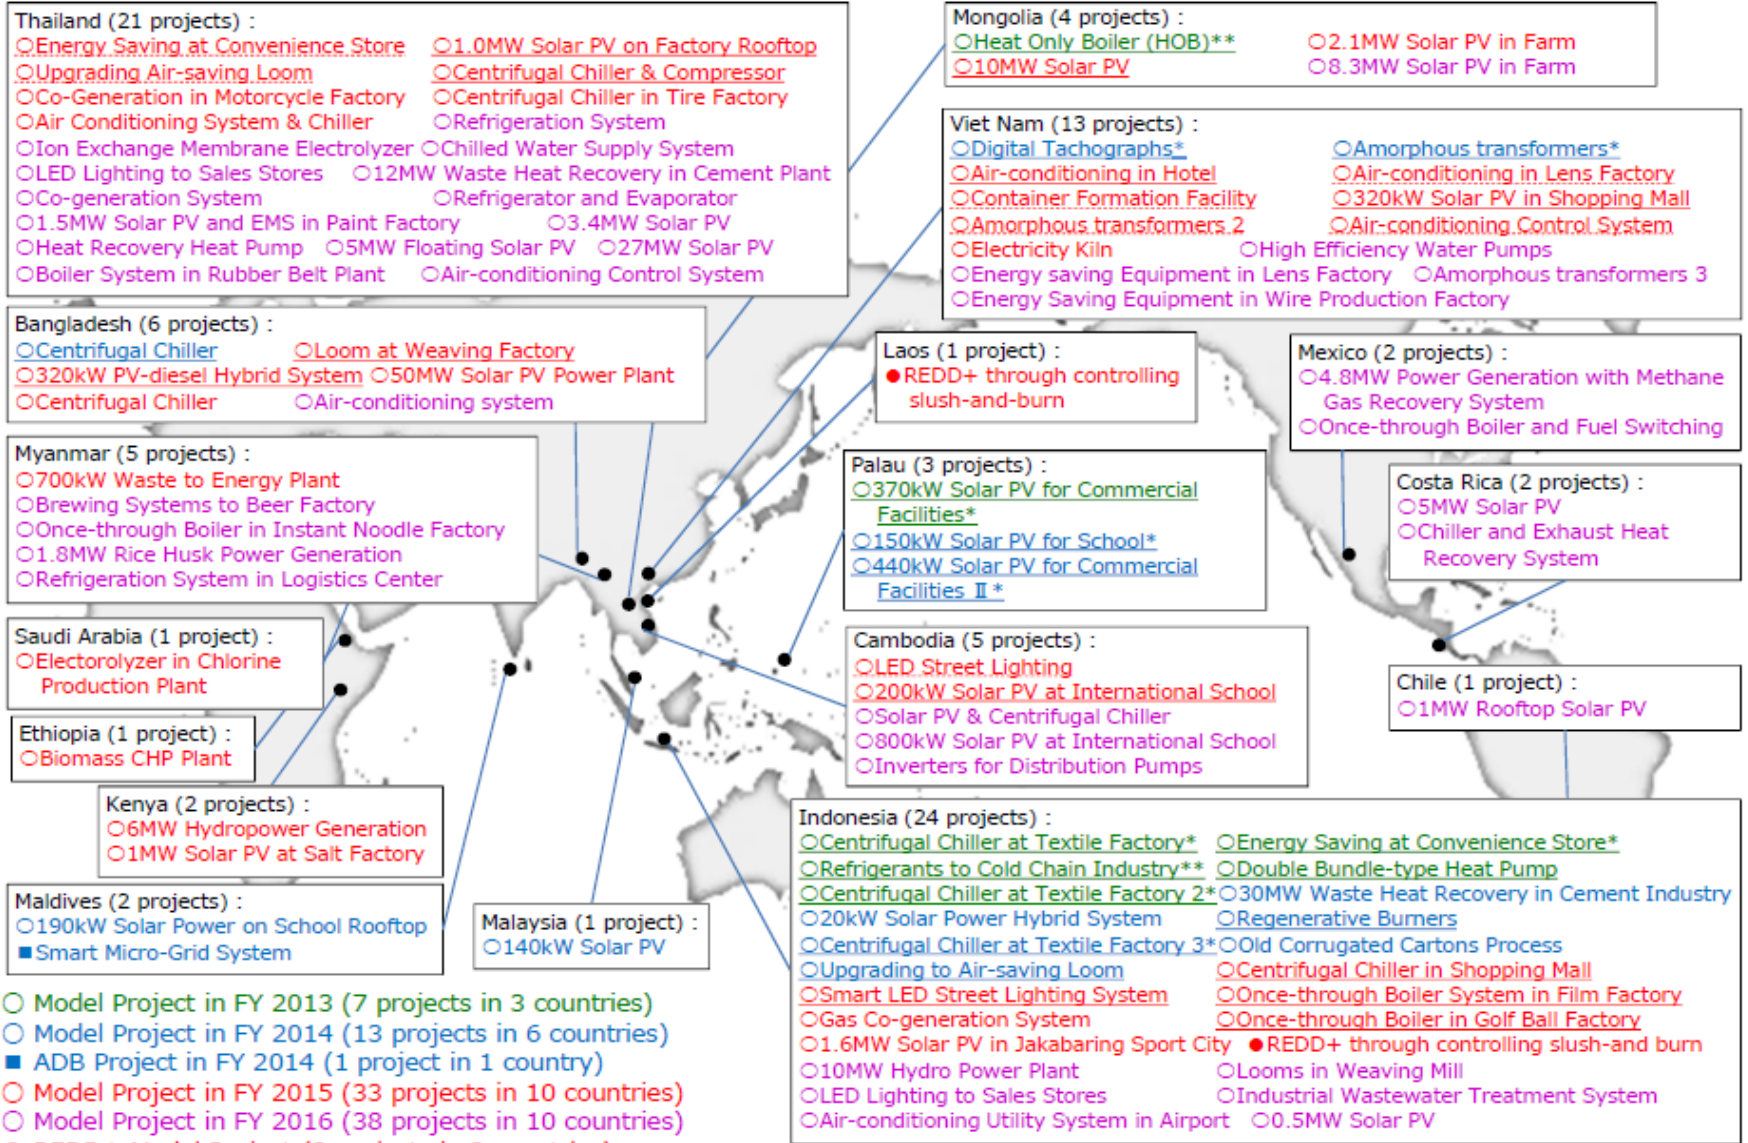 Thailand (21 projects) :
○Energy Saving at Convenience Store ○1.0MW Solar PV on Factory Rooftop
○Upgrading Air-saving Loom ○Centrifugal Chiller & Compressor
○Co-Generation in Motorcycle Factory ○Centrifugal Chiller in Tire Factory
○Air Conditioning System & Chiller ○Refrigeration System
○Ion Exchange Membrane Electrolyzer ○Chilled Water Supply System
○LED Lighting to Sales Stores ○12MW Waste Heat Recovery in Cement Plant
○Co-generation System ○Refrigerator and Evaporator
○1.5MW Solar PV and EMS in Paint Factory ○3.4MW Solar PV
○Heat Recovery Heat Pump ○5MW Floating Solar PV ○27MW Solar PV
○Boiler System in Rubber Belt Plant ○Air-conditioning Control System
Mongolia (4 projects) :
○Heat Only Boiler (HOB)** ○2.1MW Solar PV in Farm
○10MW Solar PV ○8.3MW Solar PV in Farm
Viet Nam (13 projects) :
○Digital Tachographs* ○Amorphous transformers*
○Air-conditioning in Hotel ○Air-conditioning in Lens Factory
○Container Formation Facility ○320kW Solar PV in Shopping Mall
○Amorphous transformers 2 ○Air-conditioning Control System
○Electricity Kiln ○High Efficiency Water Pumps
○Energy saving Equipment in Lens Factory ○Amorphous transformers 3
○Energy Saving Equipment in Wire Production Factory
Bangladesh (6 projects) :
○Centrifugal Chiller ○Loom at Weaving Factory
○320kW PV-diesel Hybrid System ○50MW Solar PV Power Plant
○Centrifugal Chiller ○Air-conditioning system
Laos (1 project) :
●REDD+ through controlling
slush-and-burn
Mexico (2 projects) :
○4.8MW Power Generation with Methane
Gas Recovery System
○Once-through Boiler and Fuel Switching
Myanmar (5 projects) :
○700kW Waste to Energy Plant
○Brewing Systems to Beer Factory
○Once-through Boiler in Instant Noodle Factory
○1.8MW Rice Husk Power Generation
○Refrigeration System in Logistics Center
Palau (3 projects) :
○370kW Solar PV for Commercial
Facilities*
○150kW Solar PV for School*
○440kW Solar PV for Commercial
Facilities Ⅱ*
Costa Rica (2 projects) :
○5MW Solar PV
○Chiller and Exhaust Heat
Recovery System
Saudi Arabia (1 project) :
○Electorolyzer in Chlorine
Production Plant
Cambodia (5 projects) :
○LED Street Lighting
○200kW Solar PV at International School
○Solar PV & Centrifugal Chiller
○800kW Solar PV at International School
○Inverters for Distribution Pumps
Chile (1 project) :
○1MW Rooftop Solar PV
Ethiopia (1 project) :
○Biomass CHP Plant
Kenya (2 projects) :
○6MW Hydropower Generation
○1MW Solar PV at Salt Factory
Maldives (2 projects) :
○190kW Solar Power on School Rooftop
■Smart Micro-Grid System
Malaysia (1 project) :
○140kW Solar PV
Indonesia (24 projects) :
○Centrifugal Chiller at Textile Factory* ○Energy Saving at Convenience Store*
○Refrigerants to Cold Chain Industry** ○Double Bundle-type Heat Pump
○Centrifugal Chiller at Textile Factory 2* ○30MW Waste Heat Recovery in Cement Industry
○20kW Solar Power Hybrid System ○Regenerative Burners
○Centrifugal Chiller at Textile Factory 3* ○Old Corrugated Cartons Process
○Upgrading to Air-saving Loom ○Centrifugal Chiller in Shopping Mall
○Smart LED Street Lighting System ○Once-through Boiler System in Film Factory
○Gas Co-generation System ○Once-through Boiler in Golf Ball Factory
○1.6MW Solar PV in Jakabaring Sport City ●REDD+ through controlling slush-and burn
○10MW Hydro Power Plant ○Looms in Weaving Mill
○LED Lighting to Sales Stores ○Industrial Wastewater Treatment System
○Air-conditioning Utility System in Airport ○0.5MW Solar PV
○ Model Project in FY 2013 (7 projects in 3 countries)
○ Model Project in FY 2014 (13 projects in 6 countries)
■ ADB Project in FY 2014 (1 project in 1 country)
○ Model Project in FY 2015 (33 projects in 10 countries)
○ Model Project in FY 2016 (38 projects in 10 countries)